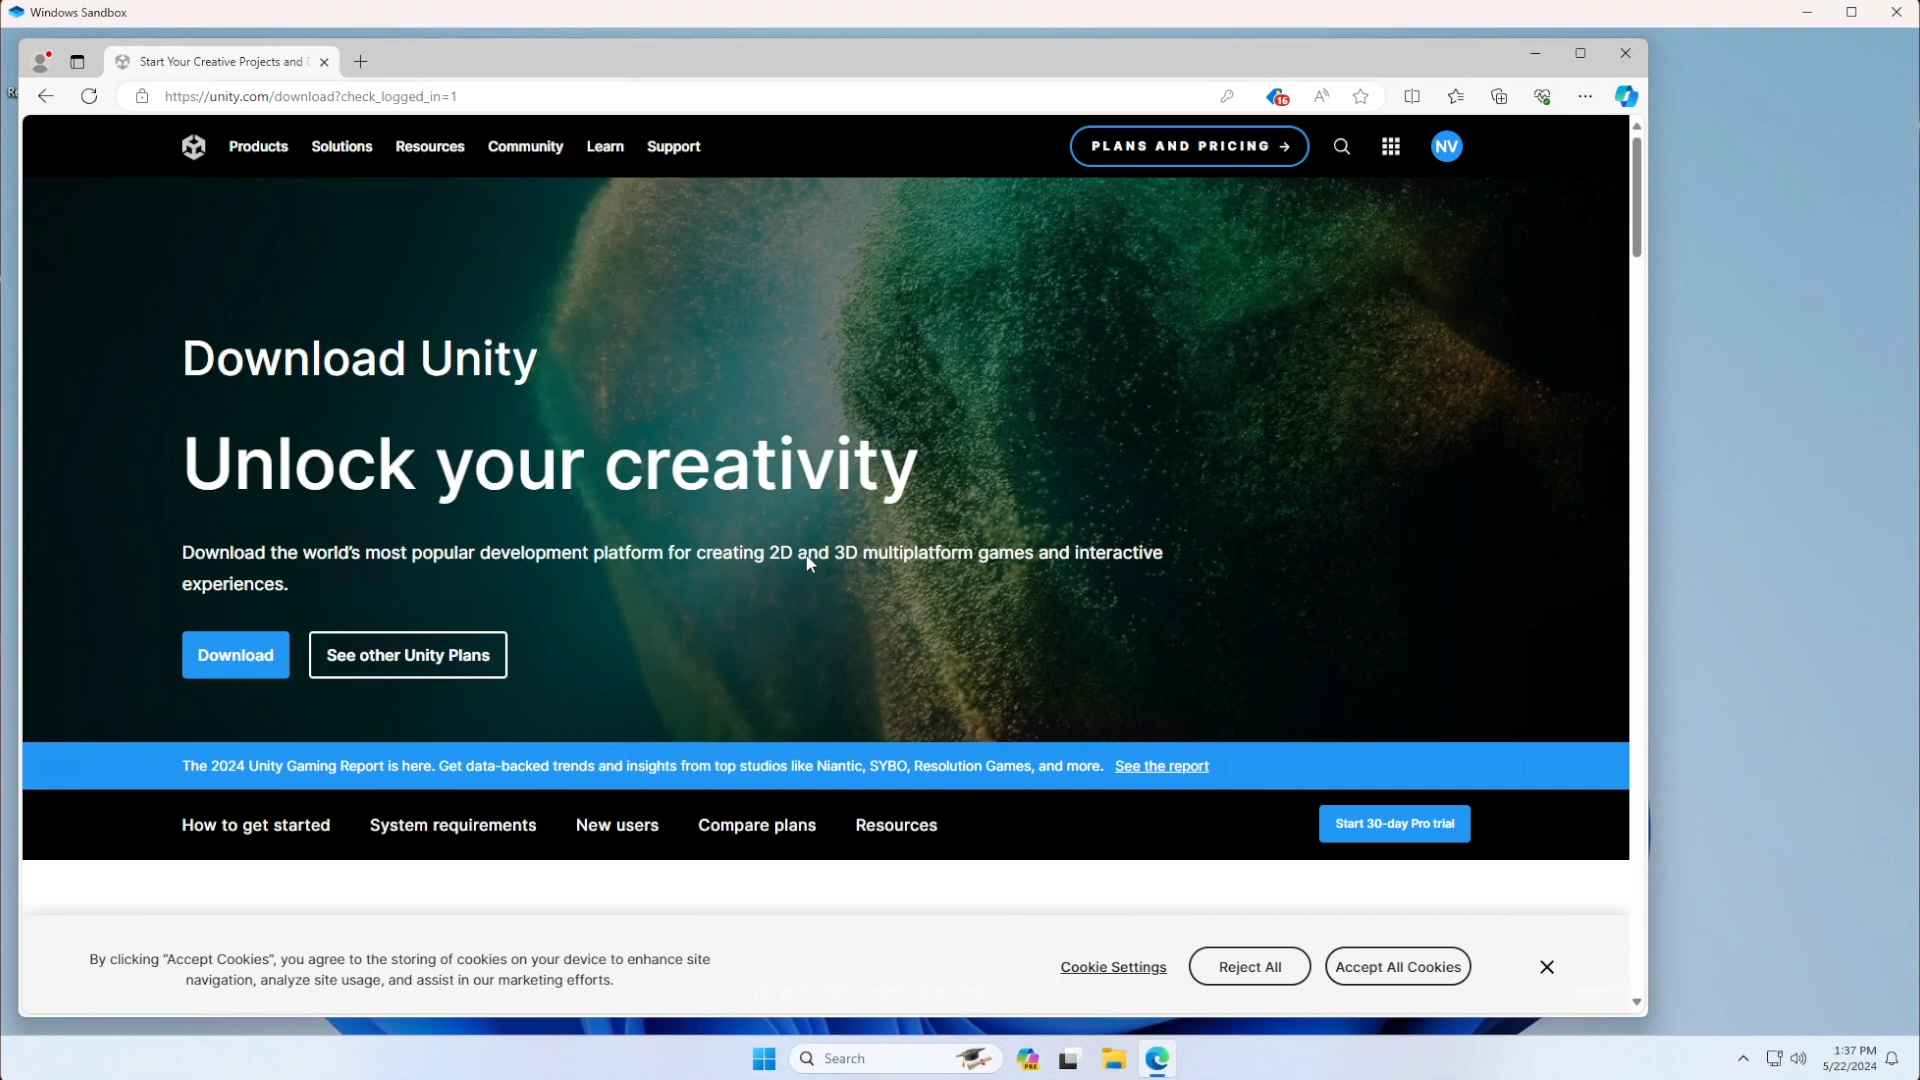 Windows Sandbox
Start Your Creative Projects and
https://unity.com/download?check_logged_in=1
16
Products Solutions Resources Community Learn Support
PLANS AND PRICING →
NV
Download Unity
Unlock your creativity
Download the world's most popular development platform for creating 2D and 3D multiplatform games and interactive
experiences.
Download
See other Unity Plans
The 2024 Unity Gaming Report is here. Get data-backed trends and insights from top studios like Niantic, SYBO, Resolution Games, and more. See the report
How to get started System requirements New users Compare plans Resources
Start 30-day Pro trial
By clicking "Accept Cookies", you agree to the storing of cookies on your device to enhance site
navigation, analyze site usage, and assist in our marketing efforts.
Cookie Settings
Reject All
Accept All Cookies
Search
PRE
1:37 PM
5/22/2024